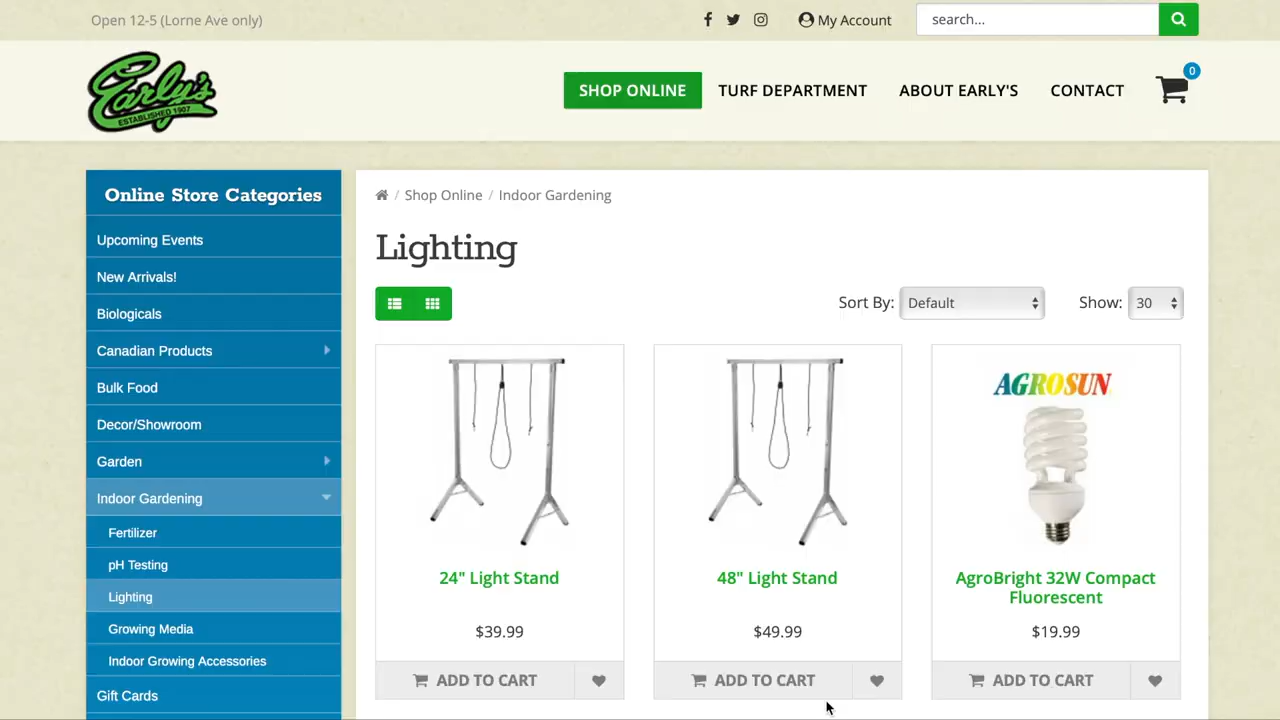 Open 12-5 (Lorne Ave only)
My Account
search...
Early's
ESTABLISHED 1907
SHOP ONLINE
TURF DEPARTMENT
ABOUT EARLY'S
CONTACT
0
Online Store Categories
Upcoming Events
New Arrivals!
Biologicals
Canadian Products
Bulk Food
Decor/Showroom
Garden
Indoor Gardening
Fertilizer
pH Testing
Lighting
Growing Media
Indoor Growing Accessories
Gift Cards
/ Shop Online / Indoor Gardening
Lighting
Sort By: Default
Show: 30
24" Light Stand
$39.99
ADD TO CART
48" Light Stand
$49.99
ADD TO CART
AGROSUN
AgroBright 32W Compact
Fluorescent
$19.99
ADD TO CART